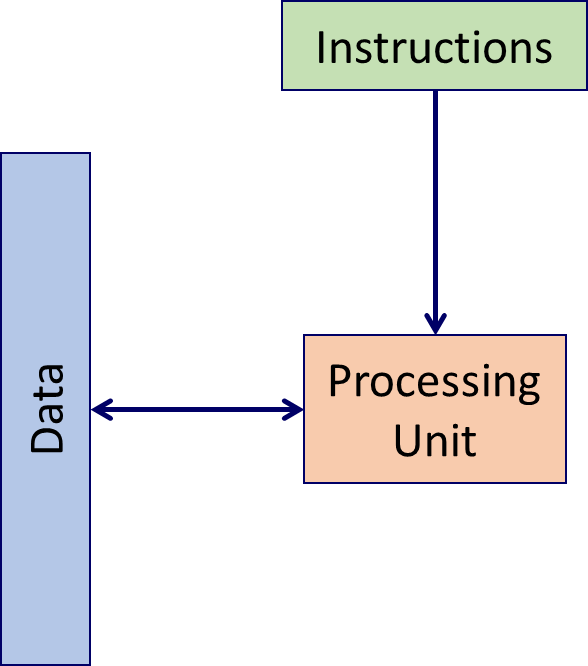 Instructions
Data
Processing
Unit